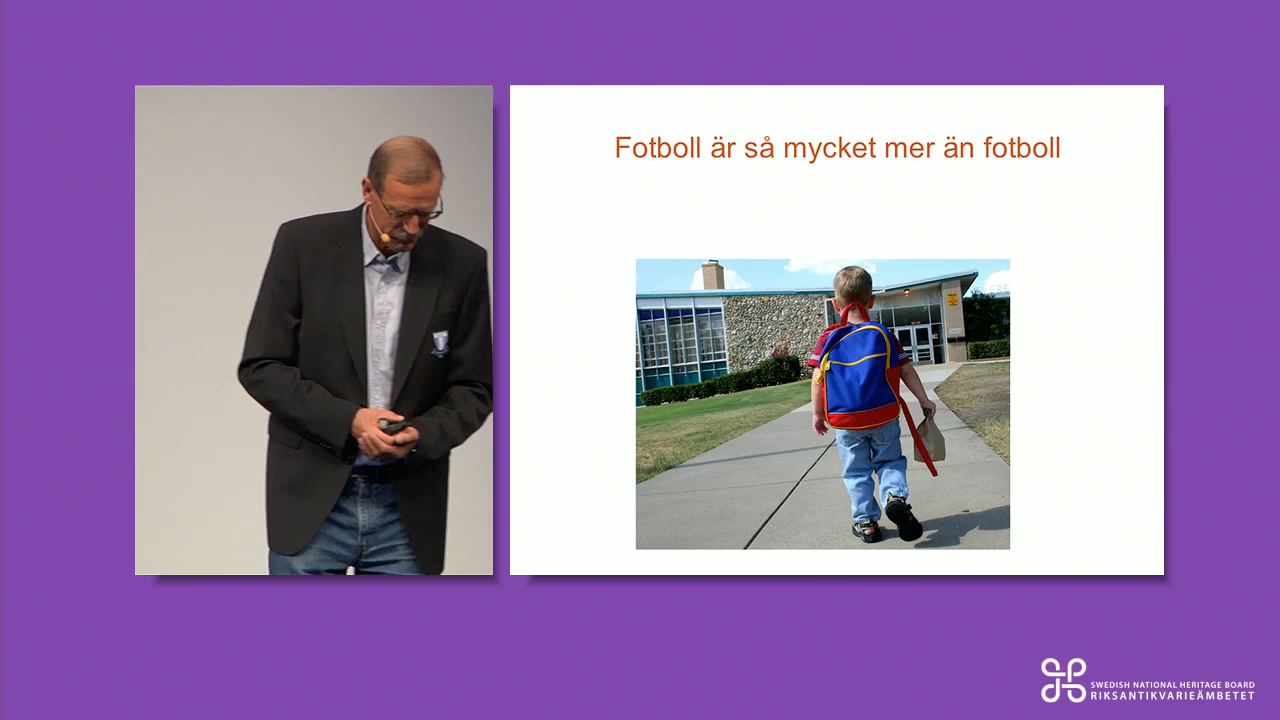 Fotboll är så mycket mer än fotboll
SWEDISH NATIONAL HERITAGE BOARD
RIKSANTIKVARIEÄMBETET